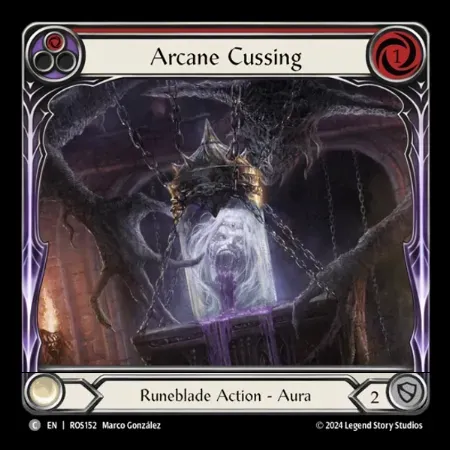 Arcane Cussing
1
Runeblade Action - Aura
2
C EN | ROS152 Marco González
© 2024 Legend Story Studios